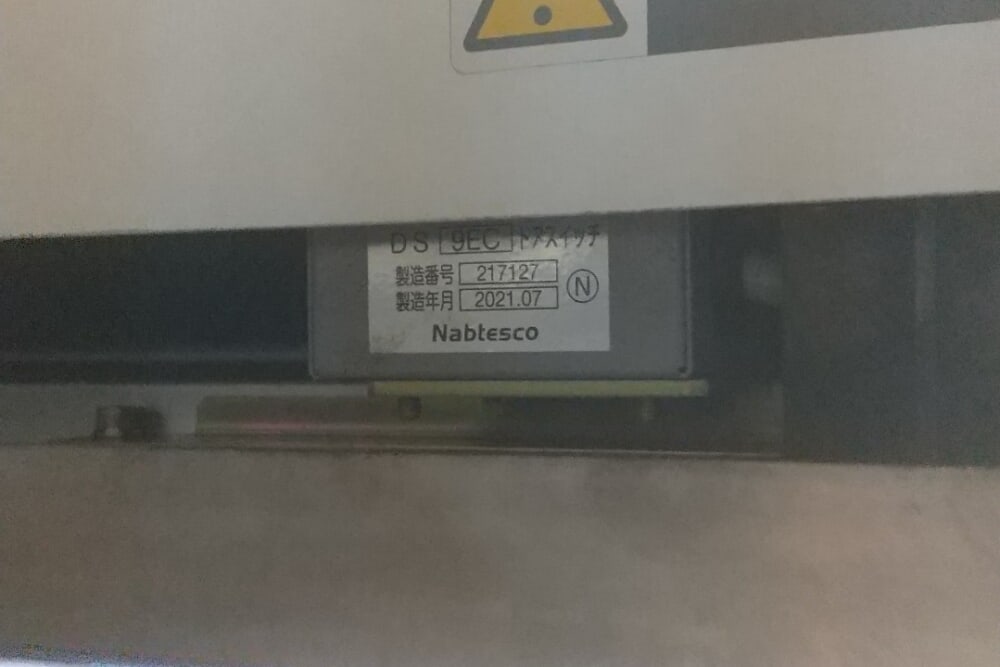 DS 9EC ドアスイッチ
製造番号 217127
製造年月 2021.07
N
Nabtesco